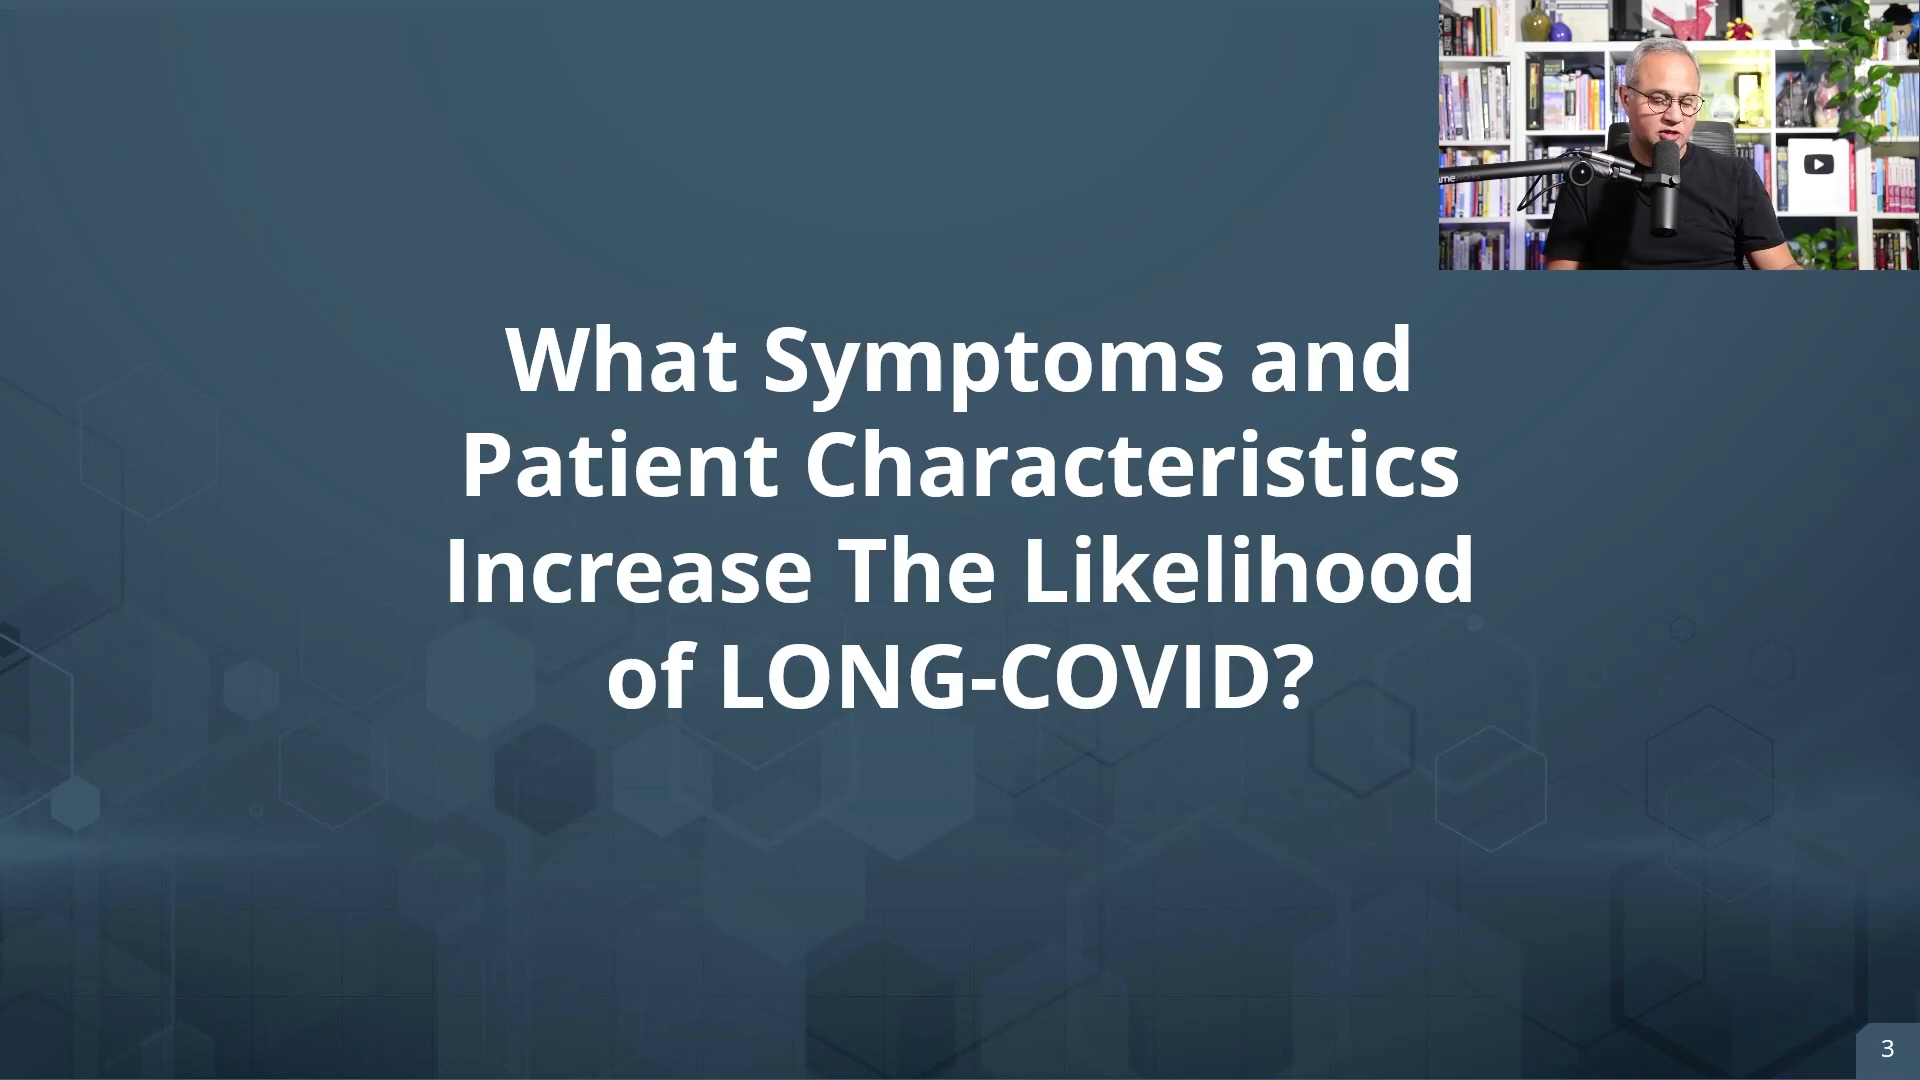 What Symptoms and
Patient Characteristics
Increase The Likelihood
of LONG-COVID?
3